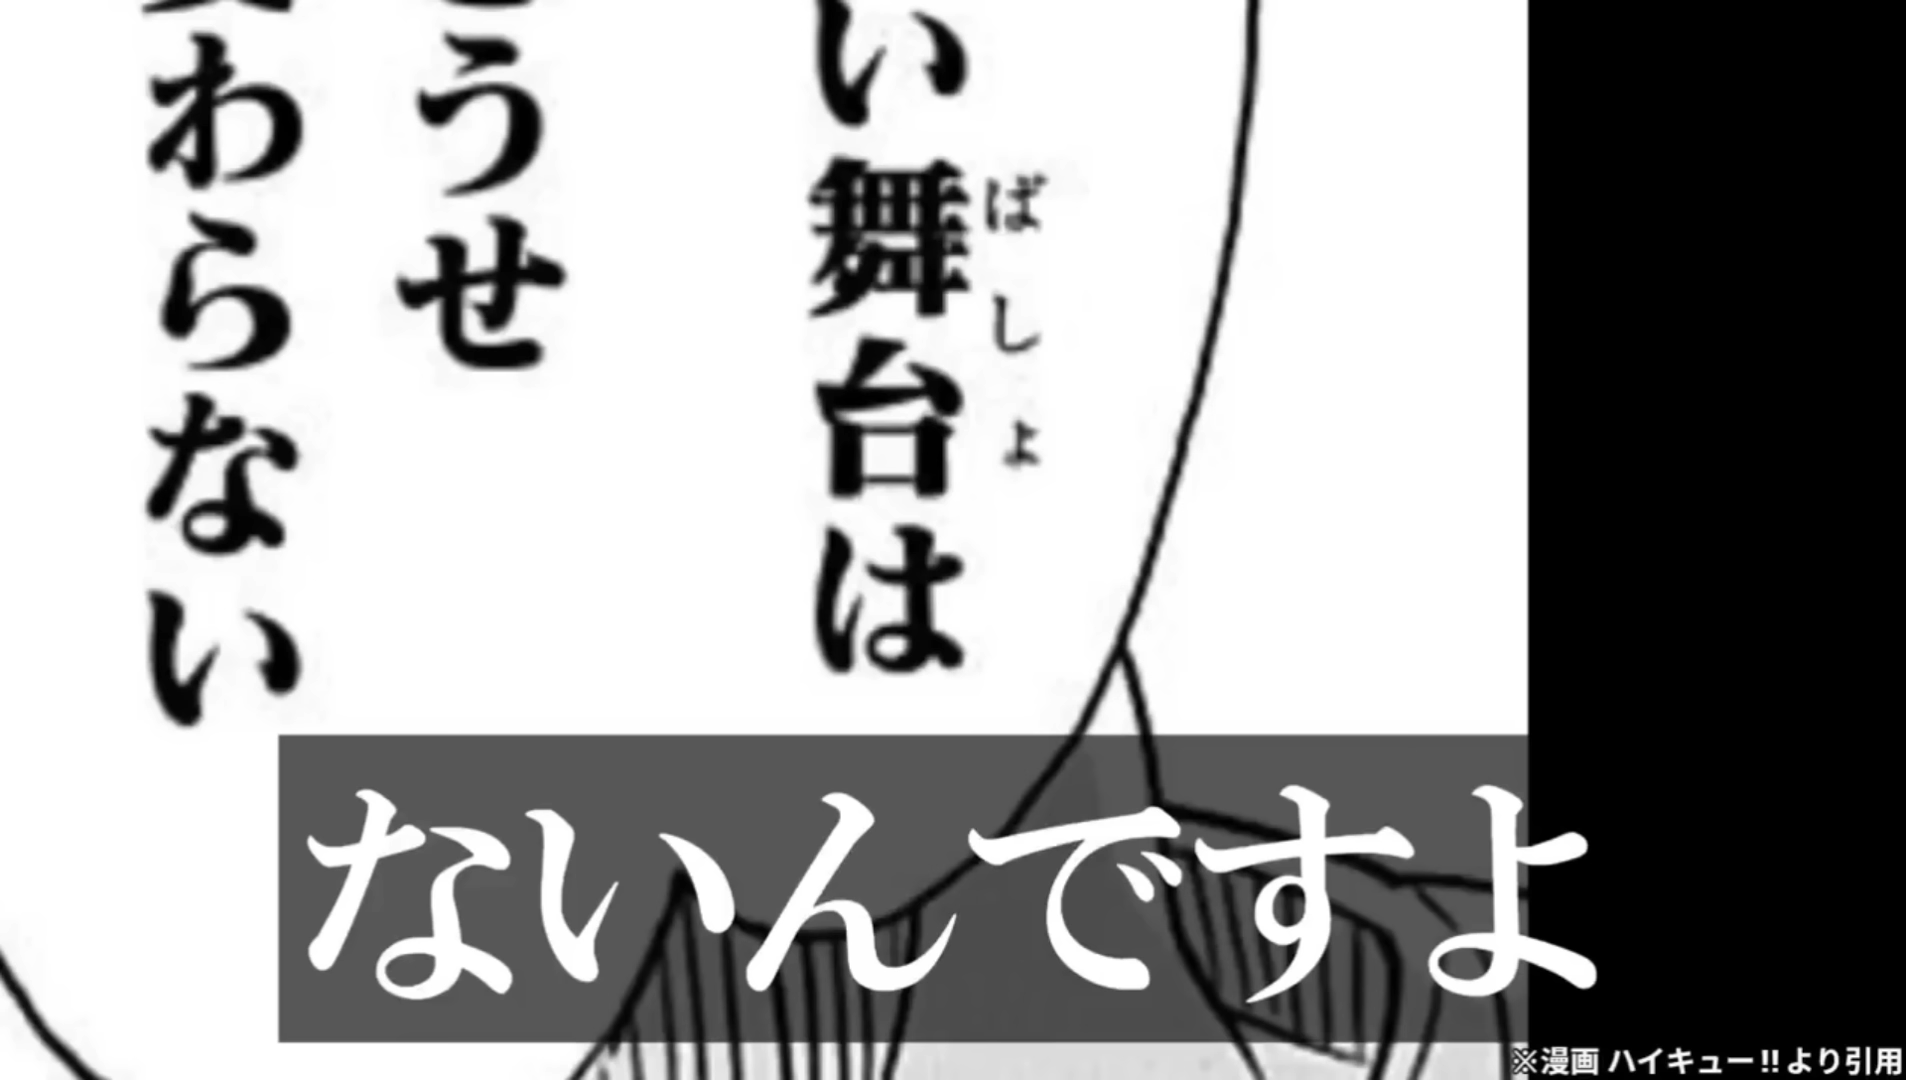 い舞台は
ばしょ
うせ
わらない
ないんですよ
※漫画 ハイキュー!!より引用